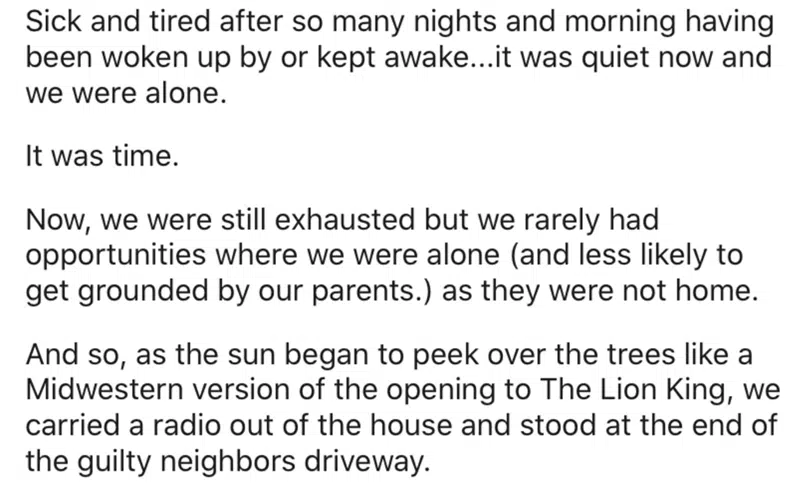 Sick and tired after so many nights and morning having
been woken up by or kept awake...it was quiet now and
we were alone.
It was time.
Now, we were still exhausted but we rarely had
opportunities where we were alone (and less likely to
get grounded by our parents.) as they were not home.
And so, as the sun began to peek over the trees like a
Midwestern version of the opening to The Lion King, we
carried a radio out of the house and stood at the end of
the guilty neighbors driveway.